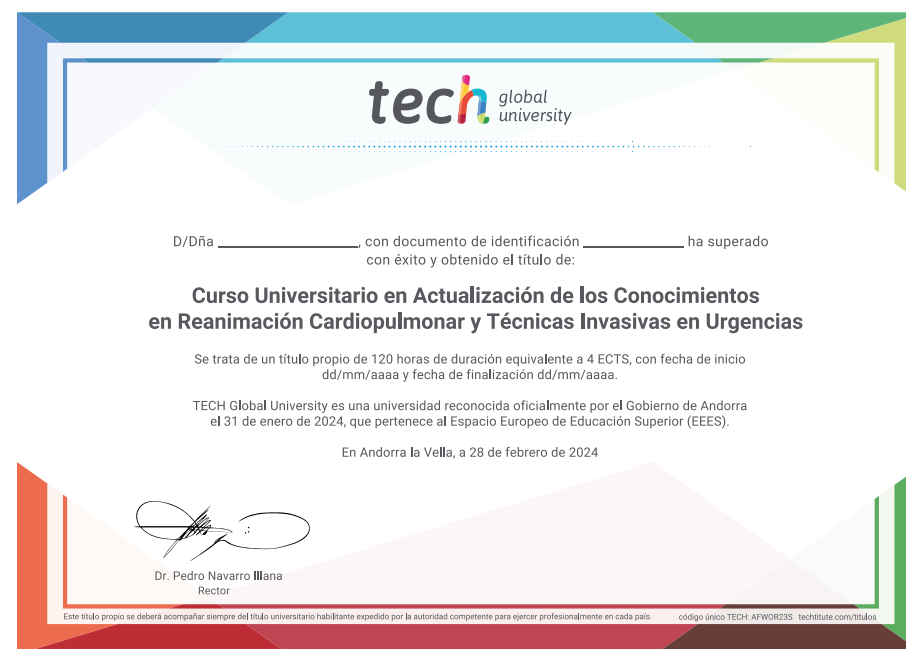 tech global university
D/Dña ____________________, con documento de identificación ______________ ha superado
con éxito y obtenido el título de:
Curso Universitario en Actualización de los Conocimientos
en Reanimación Cardiopulmonar y Técnicas Invasivas en Urgencias
Se trata de un título propio de 120 horas de duración equivalente a 4 ECTS, con fecha de inicio
dd/mm/aaaa y fecha de finalización dd/mm/aaaa.
TECH Global University es una universidad reconocida oficialmente por el Gobierno de Andorra
el 31 de enero de 2024, que pertenece al Espacio Europeo de Educación Superior (EEES).
En Andorra la Vella, a 28 de febrero de 2024
Dr. Pedro Navarro Illana
Rector
Este título propio se deberá acompañar siempre del título universitario habilitante expedido por la autoridad competente para ejercer profesionalmente en cada país. código único TECH: AFWOR23S techtitute.com/titulos